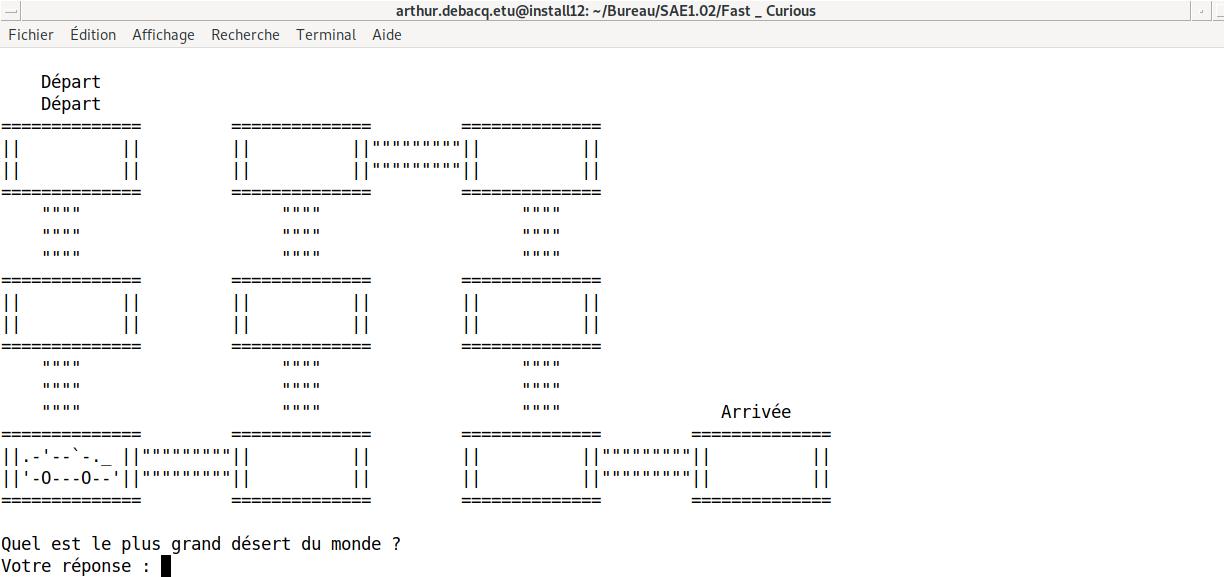 arthur.debacq.etu@install12: ~/Bureau/SAE1.02/Fast _ Curious
Fichier Édition Affichage Recherche Terminal Aide
    Départ
    Départ
==============         ==============         ==============
||          ||         ||          ||"""""""""||          ||
||          ||         ||          ||"""""""""||          ||
==============         ==============         ==============
    """"                    """"                    """"
    """"                    """"                    """"
    """"                    """"                    """"
==============         ==============         ==============
||          ||         ||          ||         ||          ||
||          ||         ||          ||         ||          ||
==============         ==============         ==============
    """"                    """"                    """"
    """"                    """"                    """"
    """"                    """"                    """"                Arrivée
==============         ==============         ==============         ==============
||.-'--`-._ ||"""""""""||          ||         ||          ||"""""""""||          ||
||'-O---O--'||"""""""""||          ||         ||          ||"""""""""||          ||
==============         ==============         ==============         ==============
Quel est le plus grand désert du monde ?
Votre réponse :